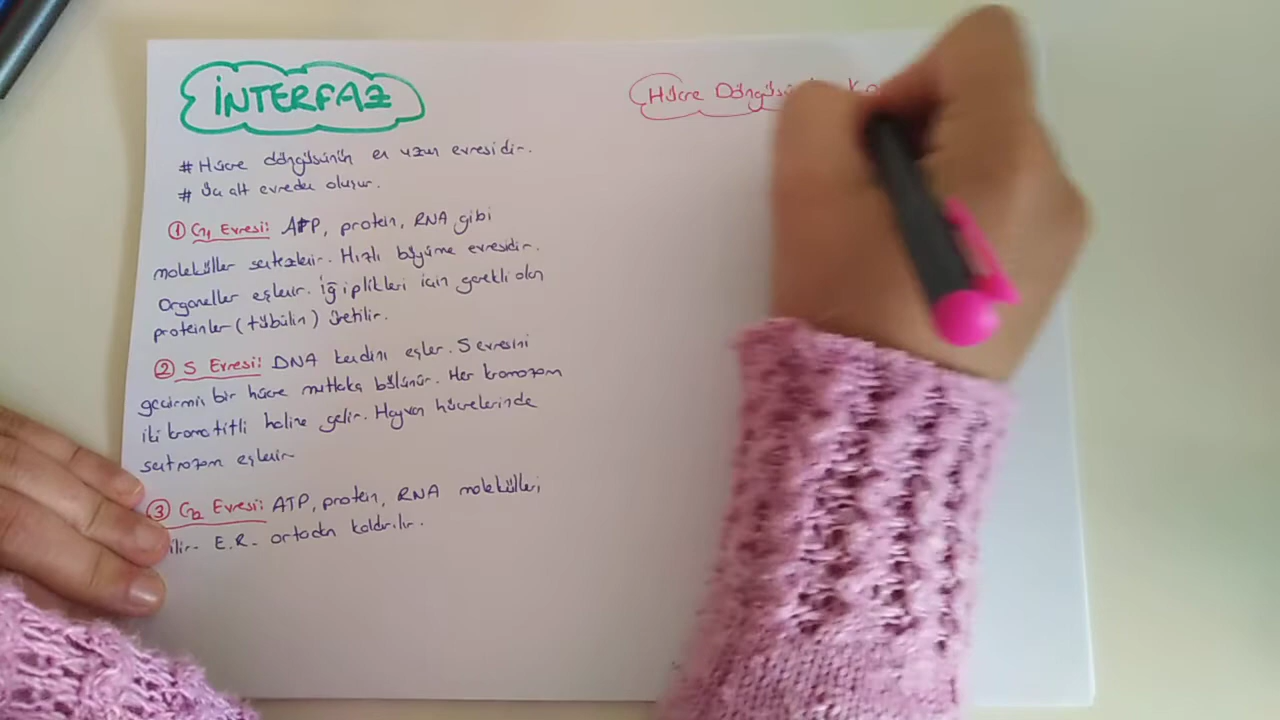 İNTERFAZ
# Hücre döngüsünün en uzun evresidir.
# Üç alt evreden oluşur.
① G1 Evresi: ATP, protein, RNA gibi
moleküller sentezlenir. Hızlı büyüme evresidir.
Organeller eşlenir. İğ iplikleri için gerekli olan
proteinler (tübülin) üretilir.
② S Evresi: DNA kendini eşler. S evresini
geçirmiş bir hücre mutlaka bölünür. Her kromozom
iki kromatitli haline gelir. Hayvan hücrelerinde
sentrozom eşlenir
③ G2 Evresi: ATP, protein, RNA molekülleri
ilir. E.R. ortadan kaldırılır.
Hücre